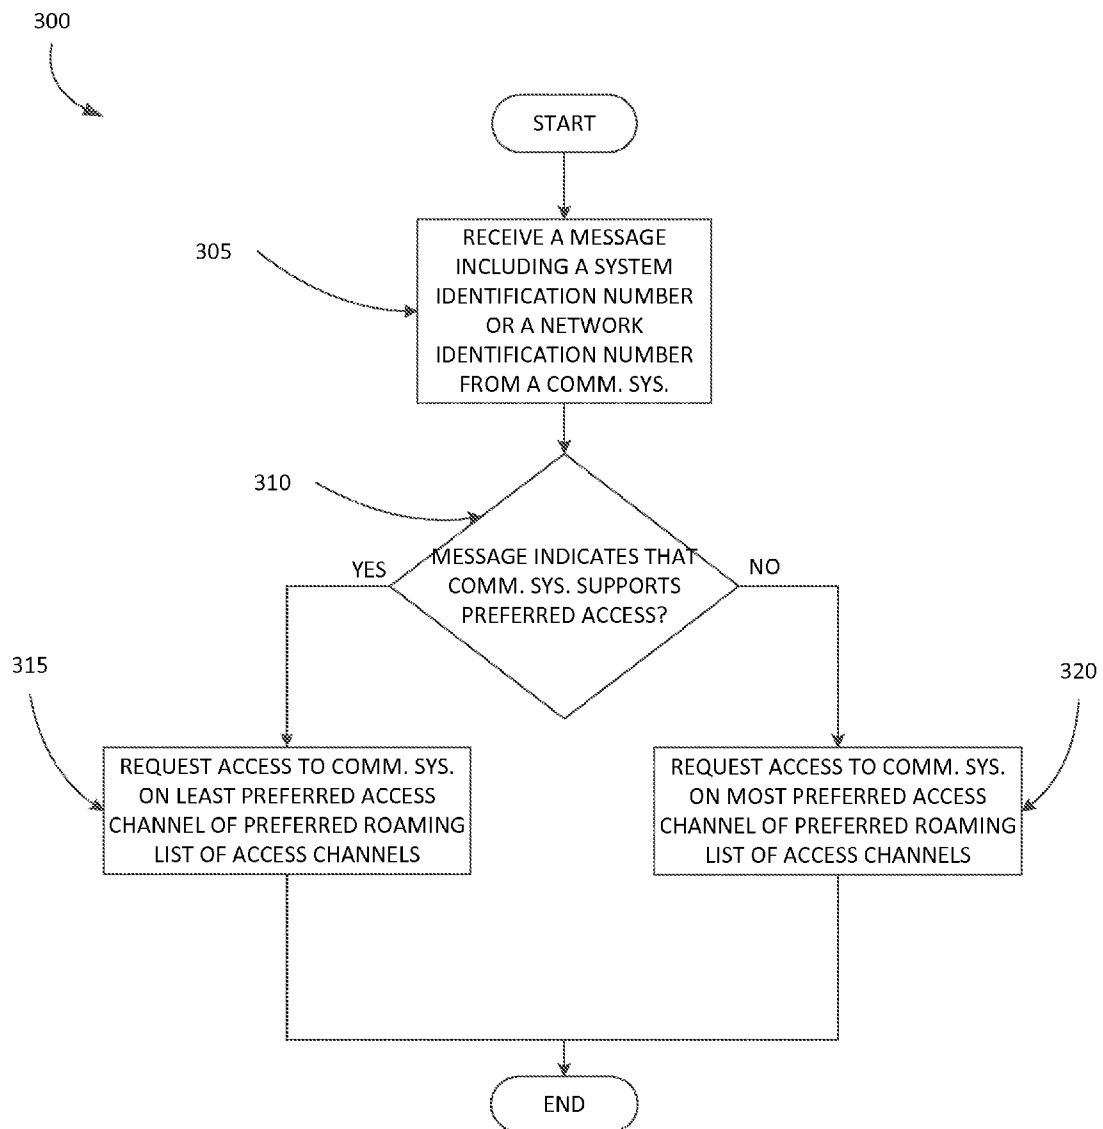 300
START
305
RECEIVE A MESSAGE
INCLUDING A SYSTEM
IDENTIFICATION NUMBER
OR A NETWORK
IDENTIFICATION NUMBER
FROM A COMM. SYS.
310
MESSAGE INDICATES THAT
COMM. SYS. SUPPORTS
PREFERRED ACCESS?
YES
NO
315
REQUEST ACCESS TO COMM. SYS.
ON LEAST PREFERRED ACCESS
CHANNEL OF PREFERRED ROAMING
LIST OF ACCESS CHANNELS
320
REQUEST ACCESS TO COMM. SYS.
ON MOST PREFERRED ACCESS
CHANNEL OF PREFERRED ROAMING
LIST OF ACCESS CHANNELS
END